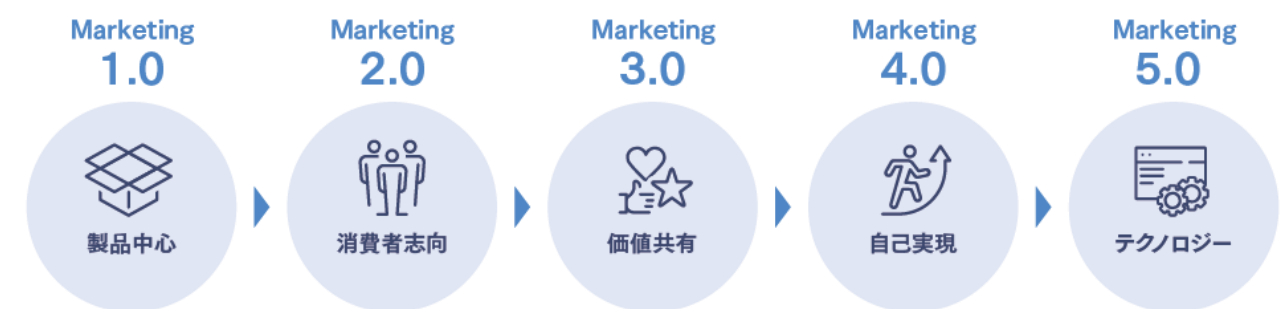 Marketing
1.0
製品中心
Marketing
2.0
消費者志向
Marketing
3.0
価値共有
Marketing
4.0
自己実現
Marketing
5.0
テクノロジー